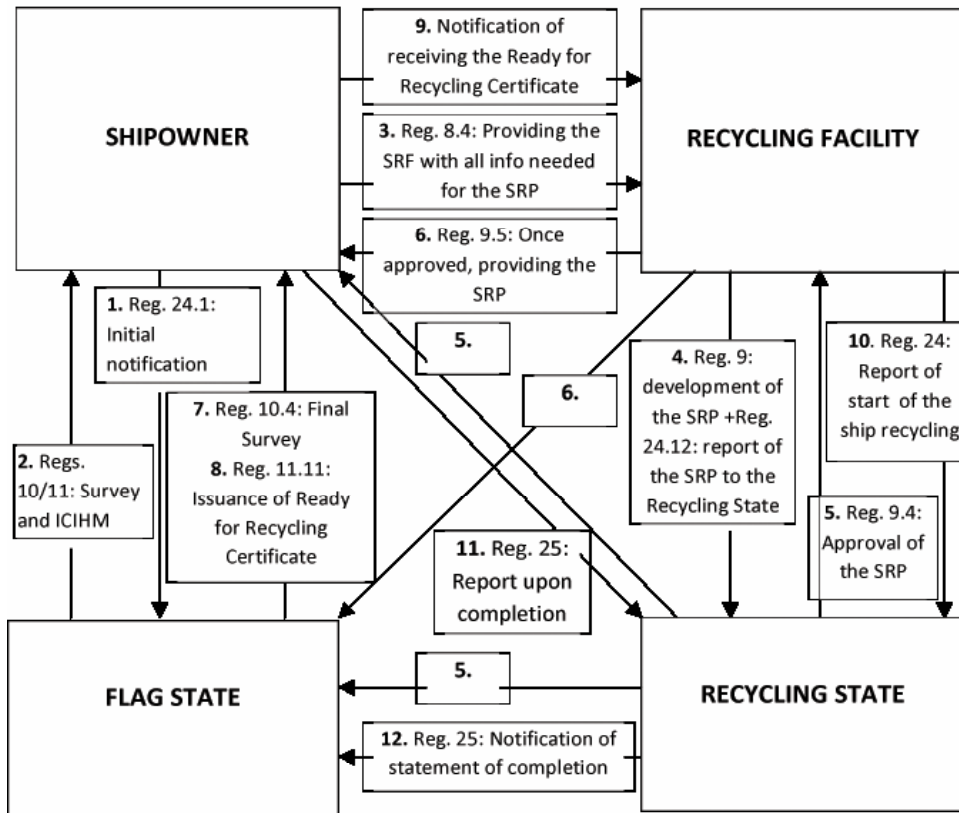 9. Notification of
receiving the Ready for
Recycling Certificate
SHIPOWNER
RECYCLING FACILITY
3. Reg. 8.4: Providing the
SRF with all info needed
for the SRP
6. Reg. 9.5: Once
approved, providing the
SRP
1. Reg. 24.1:
Initial
notification
5.
6.
4. Reg. 9:
development of
the SRP +Reg.
24.12: report of
the SRP to the
Recycling State
10. Reg. 24:
Report of
start of the
ship recycling
7. Reg. 10.4: Final
Survey
8. Reg. 11.11:
Issuance of Ready
for Recycling
Certificate
2. Regs.
10/11: Survey
and ICIHM
11. Reg. 25:
Report upon
completion
5. Reg. 9.4:
Approval of
the SRP
FLAG STATE
5.
RECYCLING STATE
12. Reg. 25: Notification of
statement of completion